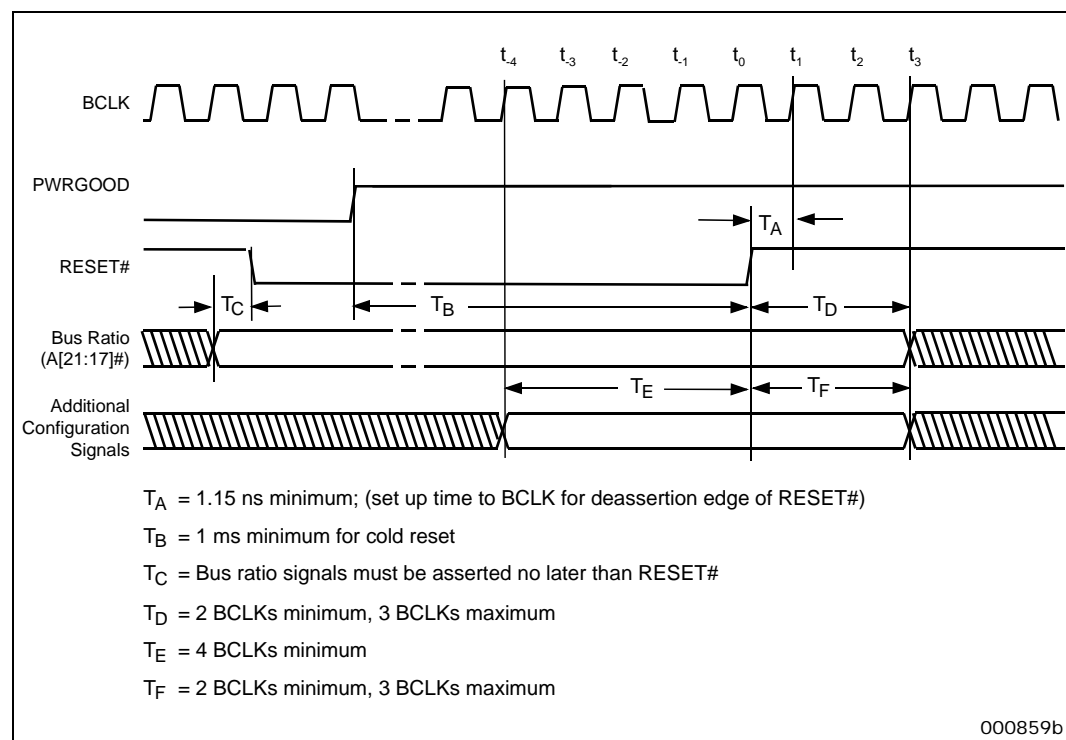 t-4 t-3 t-2 t-1 t0 t1 t2 t3
BCLK
PWRGOOD
TA
RESET#
TC TB TD
Bus Ratio
(A[21:17]#)
TE TF
Additional
Configuration
Signals
TA = 1.15 ns minimum; (set up time to BCLK for deassertion edge of RESET#)
TB = 1 ms minimum for cold reset
TC = Bus ratio signals must be asserted no later than RESET#
TD = 2 BCLKs minimum, 3 BCLKs maximum
TE = 4 BCLKs minimum
TF = 2 BCLKs minimum, 3 BCLKs maximum
000859b